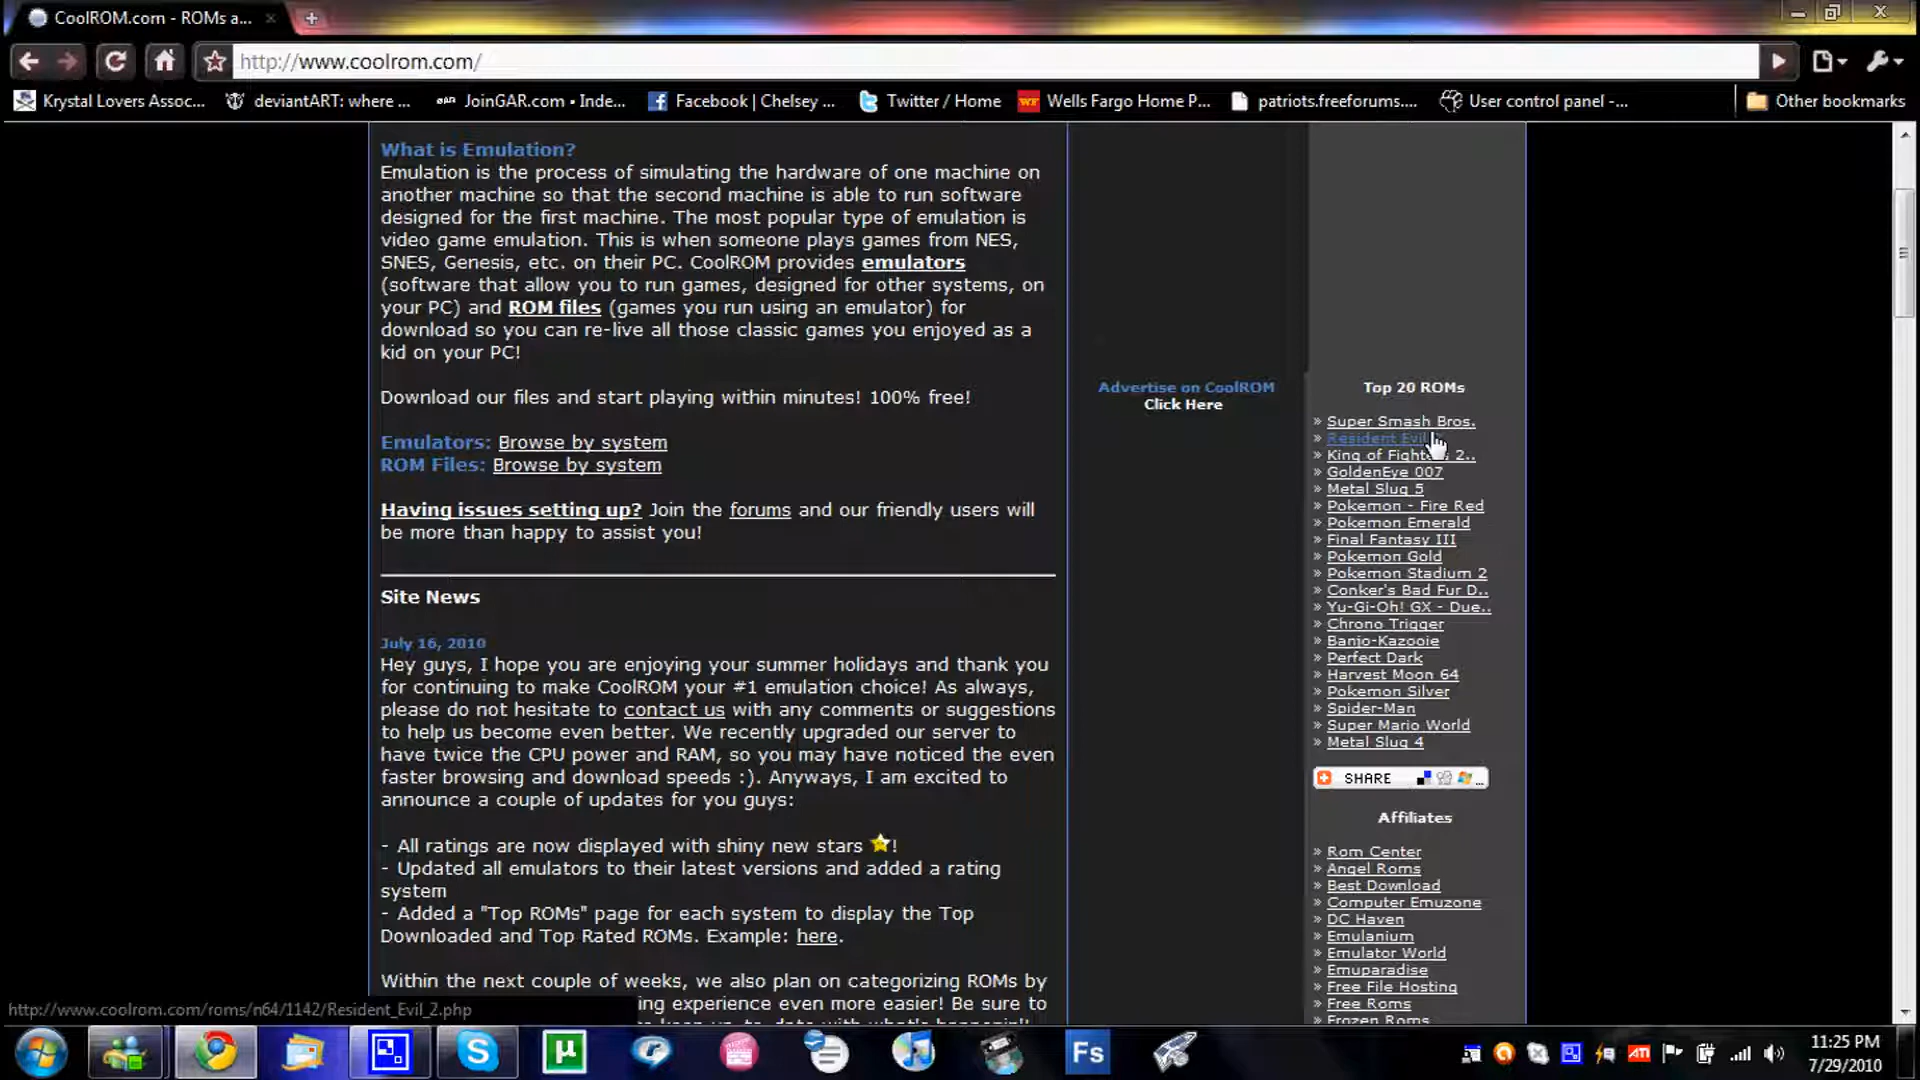 CoolROM.com - ROMs a...
http://www.coolrom.com/
Krystal Lovers Assoc...
deviantART: where ...
JoinGAR.com • Inde...
Facebook | Chelsey ...
Twitter / Home
Wells Fargo Home P...
patriots.freeforums....
User control panel -...
Other bookmarks
What is Emulation?
Emulation is the process of simulating the hardware of one machine on
another machine so that the second machine is able to run software
designed for the first machine. The most popular type of emulation is
video game emulation. This is when someone plays games from NES,
SNES, Genesis, etc. on their PC. CoolROM provides emulators
(software that allow you to run games, designed for other systems, on
your PC) and ROM files (games you run using an emulator) for
download so you can re-live all those classic games you enjoyed as a
kid on your PC!
Download our files and start playing within minutes! 100% free!
Emulators: Browse by system
ROM Files: Browse by system
Having issues setting up? Join the forums and our friendly users will
be more than happy to assist you!
Site News
July 16, 2010
Hey guys, I hope you are enjoying your summer holidays and thank you
for continuing to make CoolROM your #1 emulation choice! As always,
please do not hesitate to contact us with any comments or suggestions
to help us become even better. We recently upgraded our server to
have twice the CPU power and RAM, so you may have noticed the even
faster browsing and download speeds :). Anyways, I am excited to
announce a couple of updates for you guys:
- All ratings are now displayed with shiny new stars !
- Updated all emulators to their latest versions and added a rating
system
- Added a "Top ROMs" page for each system to display the Top
Downloaded and Top Rated ROMs. Example: here.
Within the next couple of weeks, we also plan on categorizing ROMs by
ing experience even more easier! Be sure to
http://www.coolrom.com/roms/n64/1142/Resident_Evil_2.php
Advertise on CoolROM
Click Here
Top 20 ROMs
» Super Smash Bros.
» Resident Evil
» King of Fighters 2..
» GoldenEye 007
» Metal Slug 5
» Pokemon - Fire Red
» Pokemon Emerald
» Final Fantasy III
» Pokemon Gold
» Pokemon Stadium 2
» Conker's Bad Fur D..
» Yu-Gi-Oh! GX - Due..
» Chrono Trigger
» Banjo-Kazooie
» Perfect Dark
» Harvest Moon 64
» Pokemon Silver
» Spider-Man
» Super Mario World
» Metal Slug 4
SHARE
Affiliates
» Rom Center
» Angel Roms
» Best Download
» Computer Emuzone
» DC Haven
» Emulanium
» Emulator World
» Emuparadise
» Free File Hosting
» Free Roms
» Frozen Roms
Fs
ATI
11:25 PM
7/29/2010